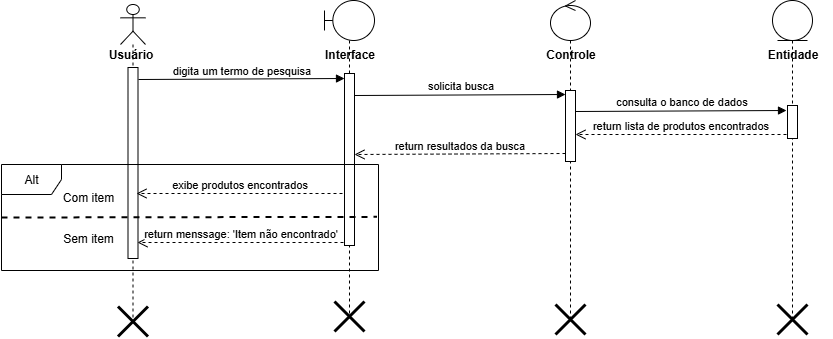 Usuário
Interface
Controle
Entidade
digita um termo de pesquisa
solicita busca
consulta o banco de dados
return lista de produtos encontrados
return resultados da busca
Alt
Com item
exibe produtos encontrados
Sem item
return menssage: 'Item não encontrado'